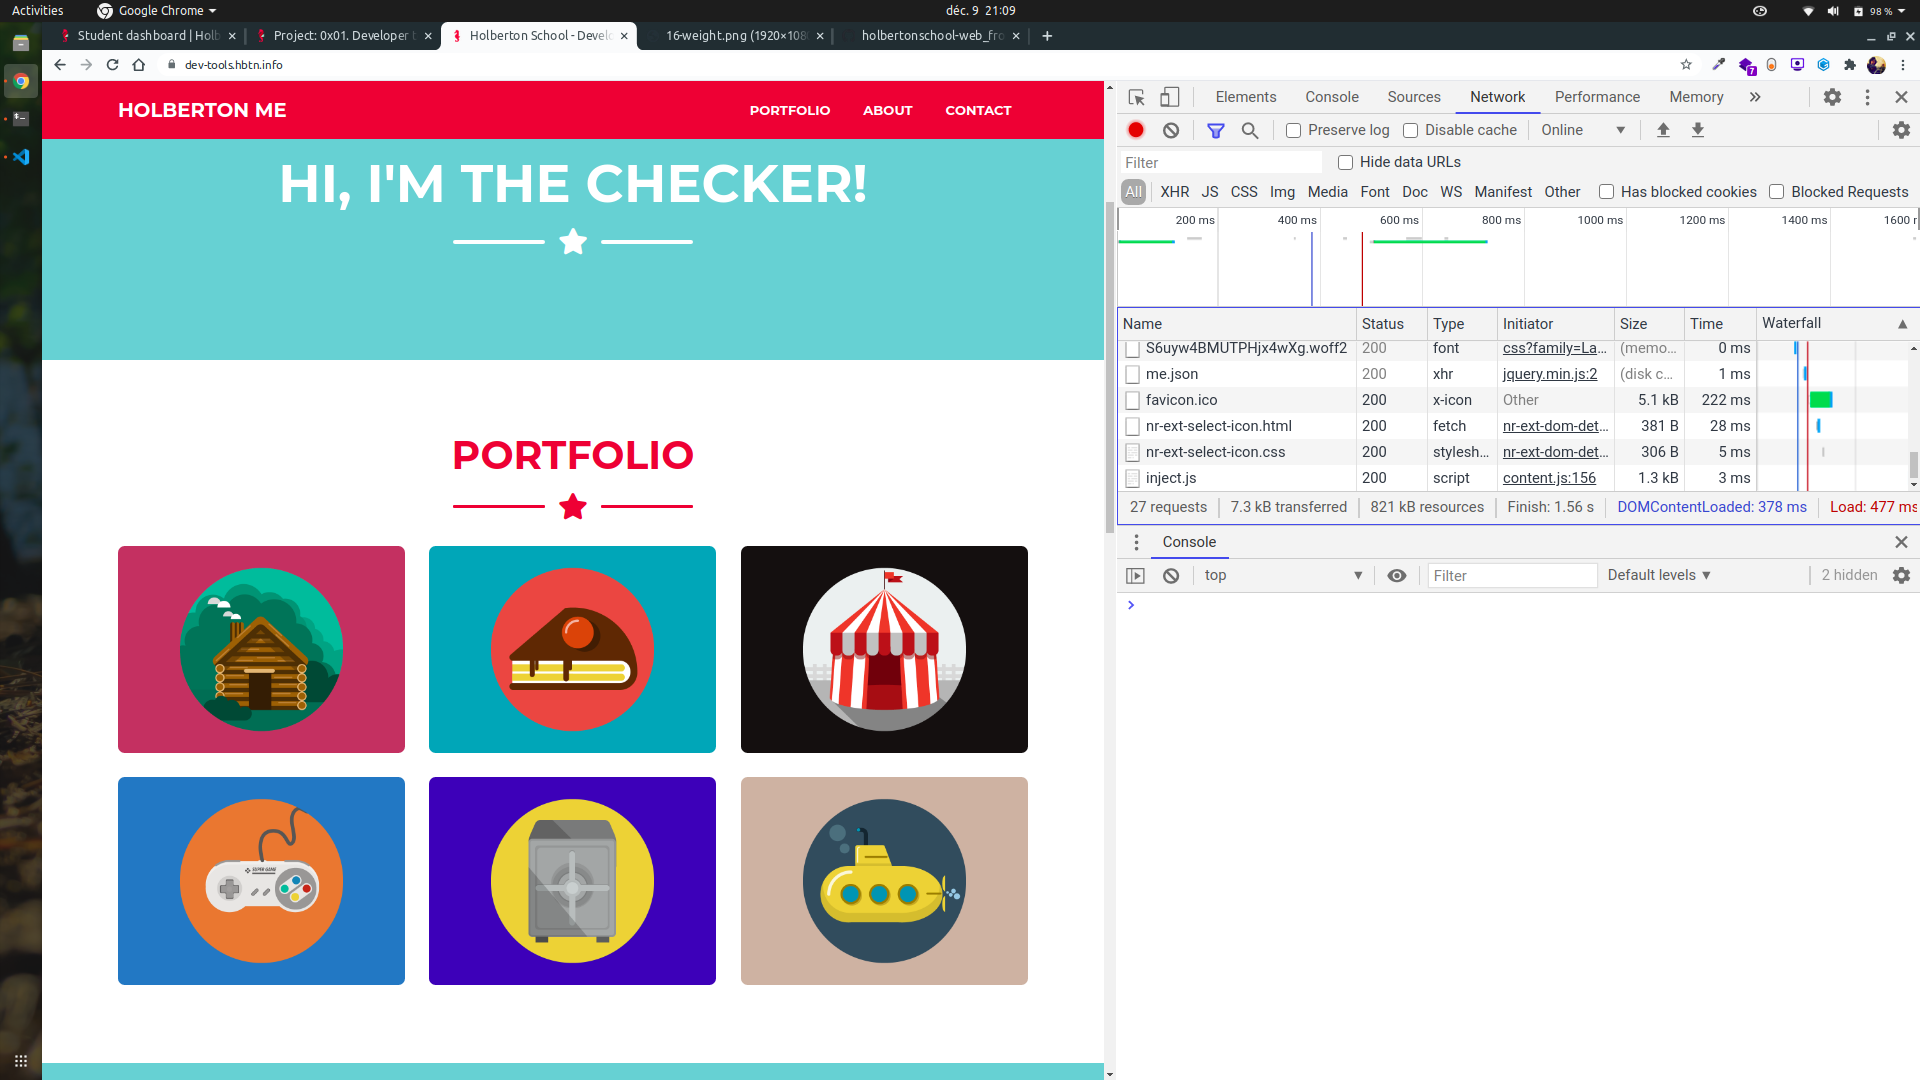 Activities
Google Chrome
déc. 9 21:09
98 %
Student dashboard | Holb
Project: 0x01. Developer t
Holberton School - Develo
16-weight.png (1920×108
holbertonschool-web_fro
dev-tools.hbtn.info
7
HOLBERTON ME
PORTFOLIO
ABOUT
CONTACT
HI, I'M THE CHECKER!
PORTFOLIO
SUPER GAME
Elements
Console
Sources
Network
Performance
Memory
Preserve log
Disable cache
Online
Filter
Hide data URLs
All
XHR
JS
CSS
Img
Media
Font
Doc
WS
Manifest
Other
Has blocked cookies
Blocked Requests
200 ms
400 ms
600 ms
800 ms
1000 ms
1200 ms
1400 ms
1600 r
Name
Status
Type
Initiator
Size
Time
Waterfall
S6uyw4BMUTPHjx4wXg.woff2 200 font css?family=La... (memo... 0 ms
me.json 200 xhr jquery.min.js:2 (disk c... 1 ms
favicon.ico 200 x-icon Other 5.1 kB 222 ms
nr-ext-select-icon.html 200 fetch nr-ext-dom-det... 381 B 28 ms
nr-ext-select-icon.css 200 stylesh... nr-ext-dom-det... 306 B 5 ms
inject.js 200 script content.js:156 1.3 kB 3 ms
27 requests
7.3 kB transferred
821 kB resources
Finish: 1.56 s
DOMContentLoaded: 378 ms
Load: 477 ms
Console
top
Filter
Default levels
2 hidden